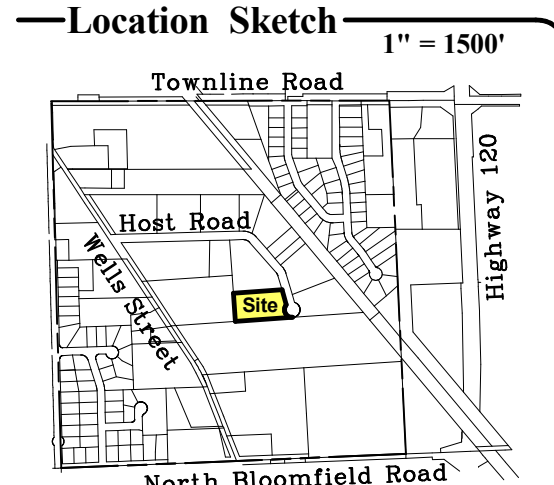 Location Sketch
1" = 1500'
Townline Road
Highway 120
Host Road
Wells Street
Site
North Bloomfield Road